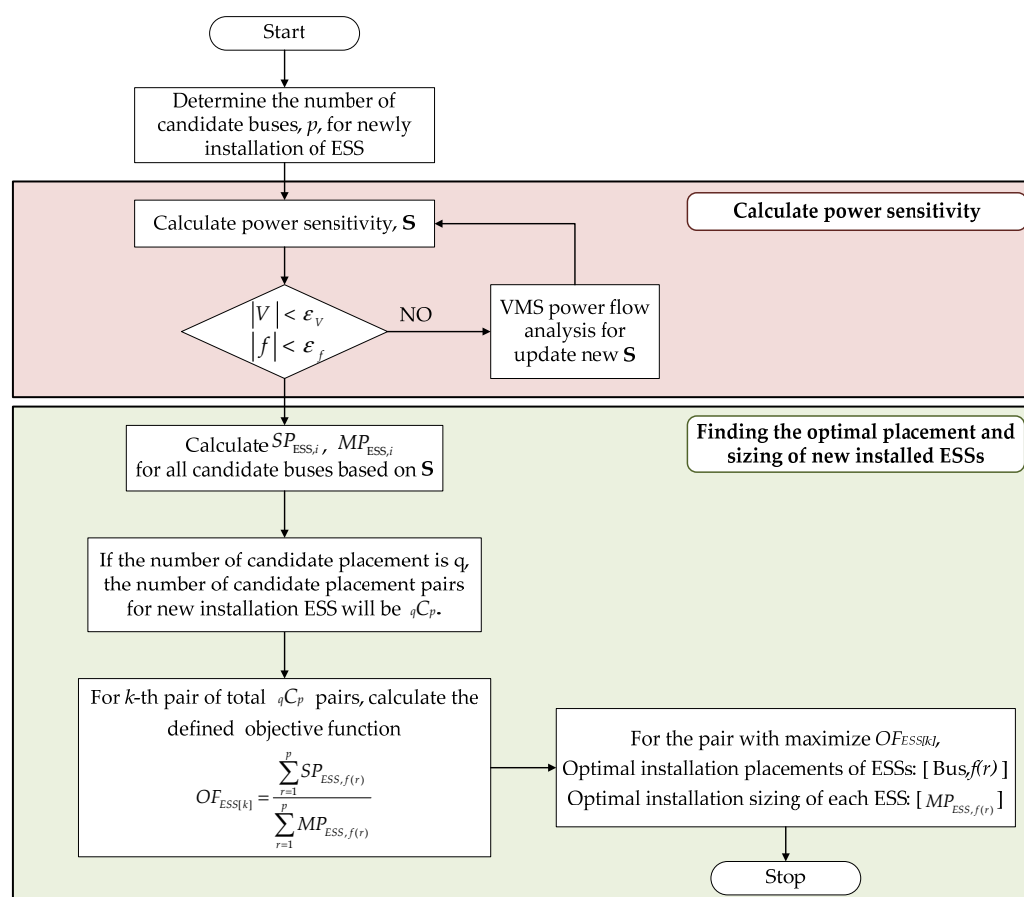 Start
Determine the number of
candidate buses, p, for newly
installation of ESS
Calculate power sensitivity
Calculate power sensitivity, S
|V| < ε_V
|f| < ε_f
NO
VMS power flow
analysis for
update new S
Finding the optimal placement and
sizing of new installed ESSs
Calculate SP_ESS,i , MP_ESS,i
for all candidate buses based on S
If the number of candidate placement is q,
the number of candidate placement pairs
for new installation ESS will be qCp.
For k-th pair of total qCp pairs, calculate the
defined objective function
OF_ESS[k] = ∑_{r=1}^{p} SP_ESS,f(r) / ∑_{r=1}^{p} MP_ESS,f(r)
For the pair with maximize OF_ESS[k],
Optimal installation placements of ESSs: [ Bus,f(r) ]
Optimal installation sizing of each ESS: [ MP_ESS,f(r) ]
Stop